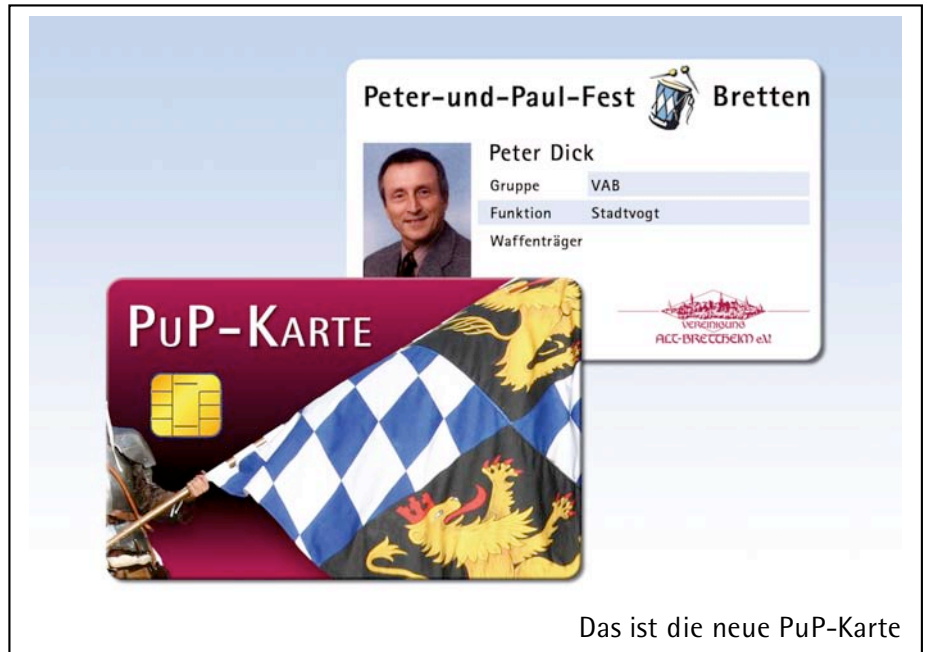 Peter-und-Paul-Fest Bretten
Peter Dick
Gruppe VAB
Funktion Stadtvogt
Waffenträger
VEREINIGUNG
ALT-BRETTHEIM e.V.
PUP-KARTE
Das ist die neue PuP-Karte